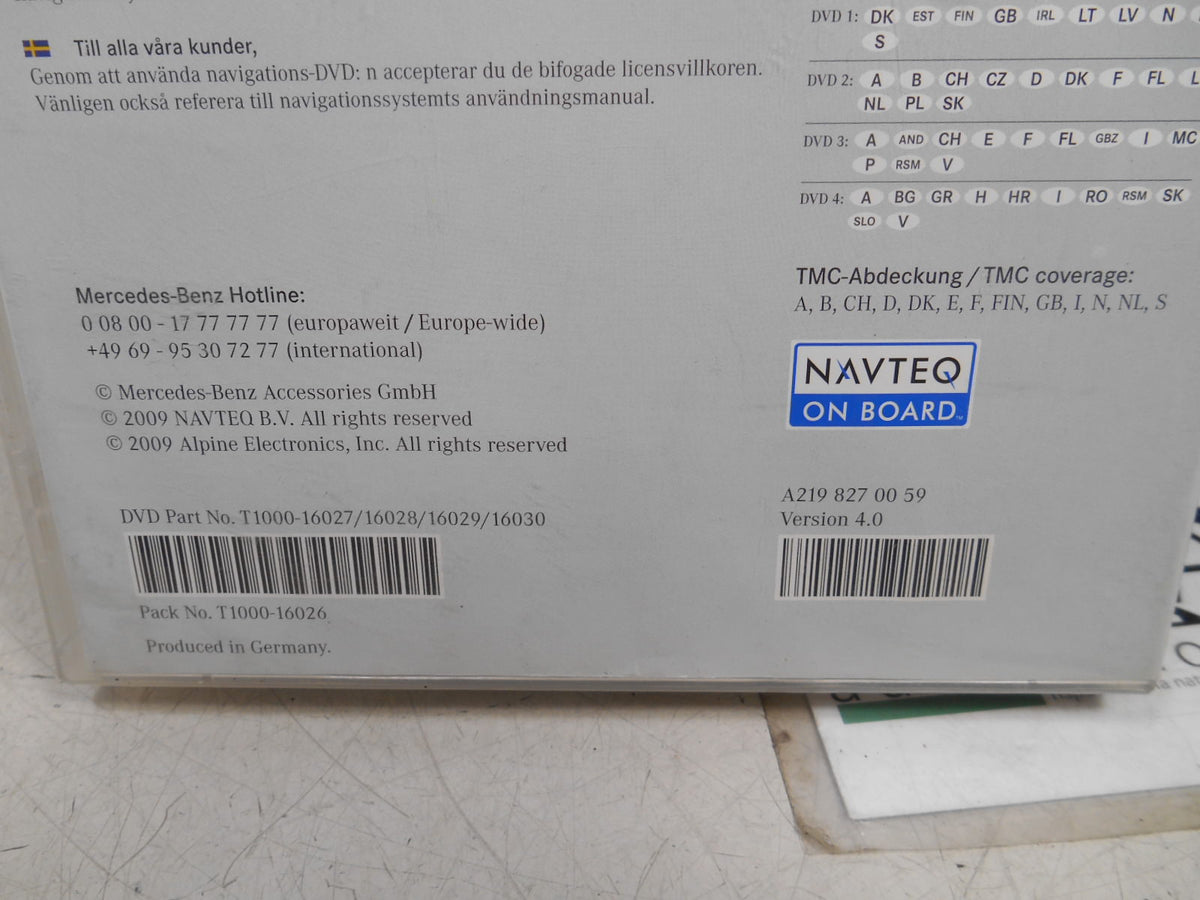 Till alla våra kunder,
Genom att använda navigations-DVD: n accepterar du de bifogade licensvillkoren.
Vänligen också referera till navigationssystemts användningsmanual.
Mercedes-Benz Hotline:
0 08 00 - 17 77 77 77 (europaweit / Europe-wide)
+49 69 - 95 30 72 77 (international)
© Mercedes-Benz Accessories GmbH
© 2009 NAVTEQ B.V. All rights reserved
© 2009 Alpine Electronics, Inc. All rights reserved
DVD Part No. T1000-16027/16028/16029/16030
Pack No. T1000-16026
Produced in Germany.
DVD 1: DK EST FIN GB IRL LT LV N
S
DVD 2: A B CH CZ D DK F FL L
NL PL SK
DVD 3: A AND CH E F FL GBZ I MC
P RSM V
DVD 4: A BG GR H HR I RO RSM SK
SLO V
TMC-Abdeckung / TMC coverage:
A, B, CH, D, DK, E, F, FIN, GB, I, N, NL, S
NAVTEQ
ON BOARD™
A219 827 00 59
Version 4.0